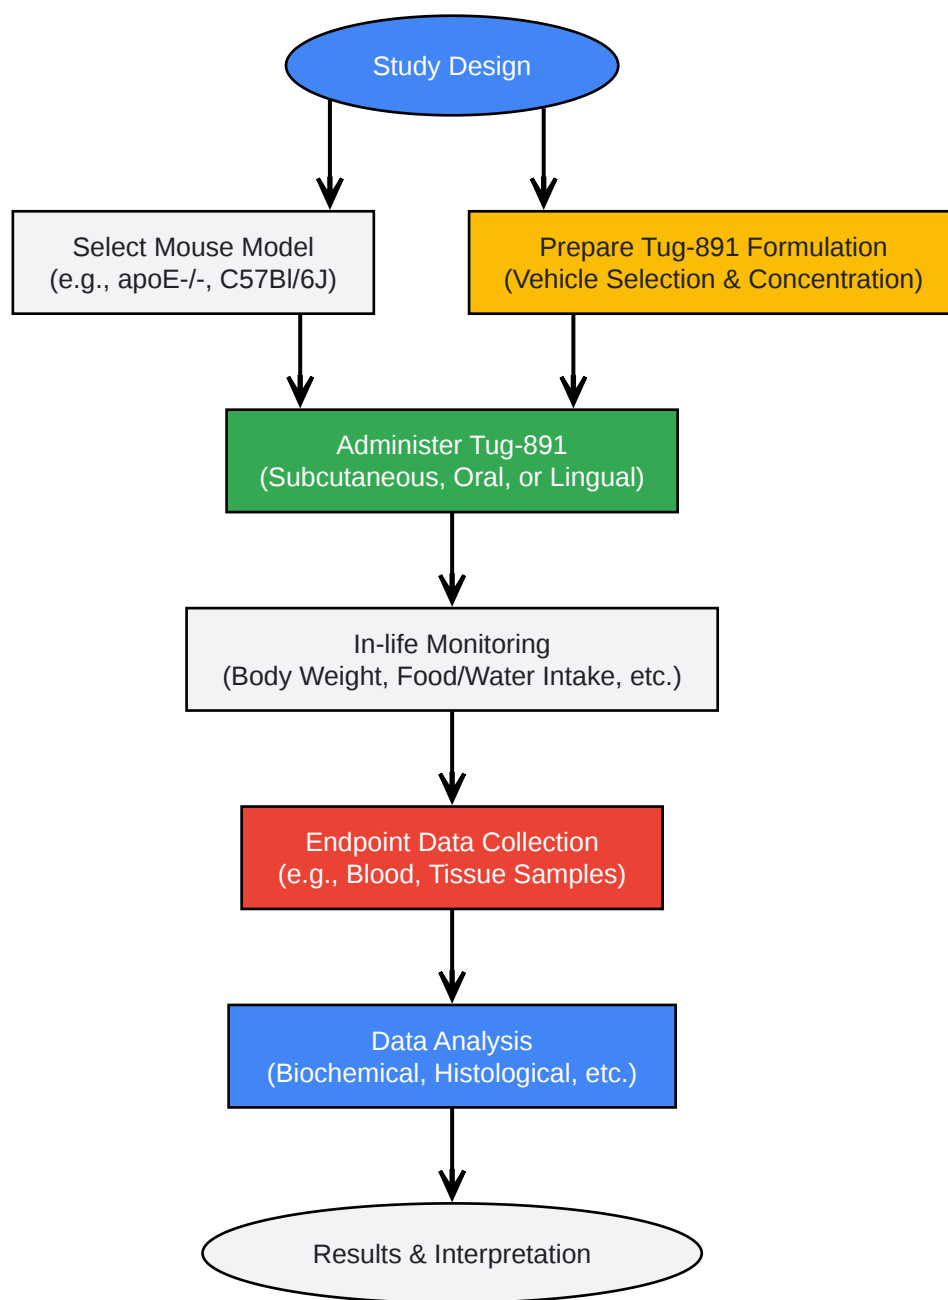 Study Design
Select Mouse Model
(e.g., apoE-/-, C57Bl/6J)
Prepare Tug-891 Formulation
(Vehicle Selection & Concentration)
Administer Tug-891
(Subcutaneous, Oral, or Lingual)
In-life Monitoring
(Body Weight, Food/Water Intake, etc.)
Endpoint Data Collection
(e.g., Blood, Tissue Samples)
Data Analysis
(Biochemical, Histological, etc.)
Results & Interpretation